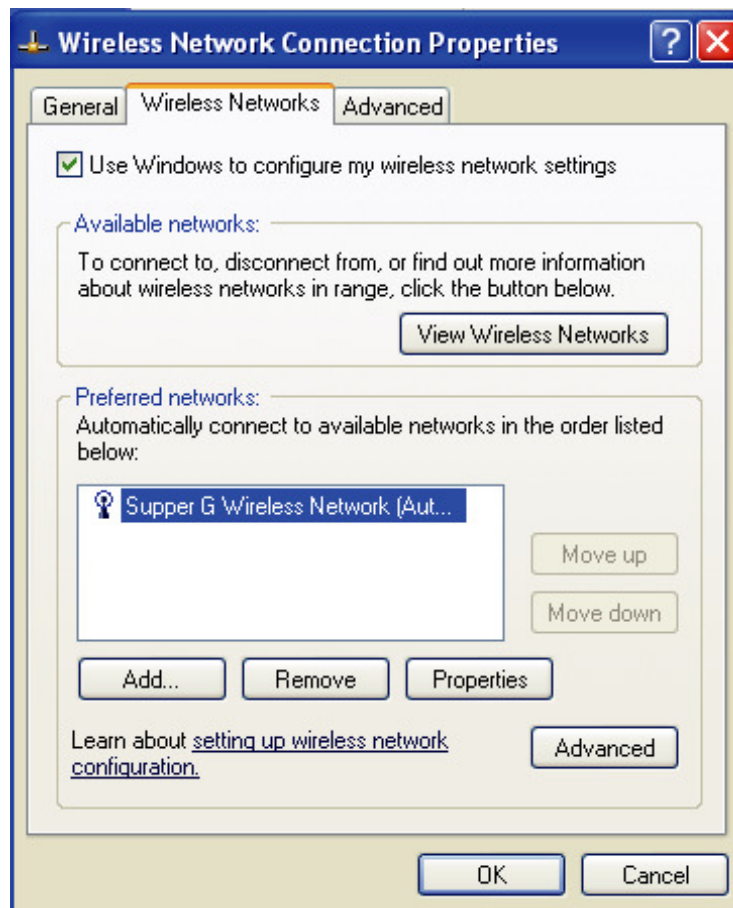 Wireless Network Connection Properties
General
Wireless Networks
Advanced
Use Windows to configure my wireless network settings
Available networks:
To connect to, disconnect from, or find out more information
about wireless networks in range, click the button below.
View Wireless Networks
Preferred networks:
Automatically connect to available networks in the order listed
below:
Supper G Wireless Network (Aut...
Move up
Move down
Add...
Remove
Properties
Learn about setting up wireless network
configuration.
Advanced
OK
Cancel